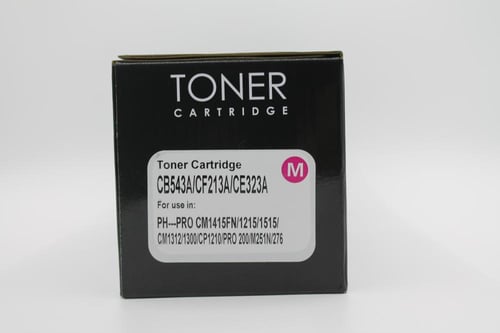 TONER
CARTRIDGE
Toner Cartridge
M
CB543A/CF213A/CE323A
For use in:
PH---PRO CM1415FN/1215/1515/
CM1312/1300/CP1210/PRO 200/M251N/276